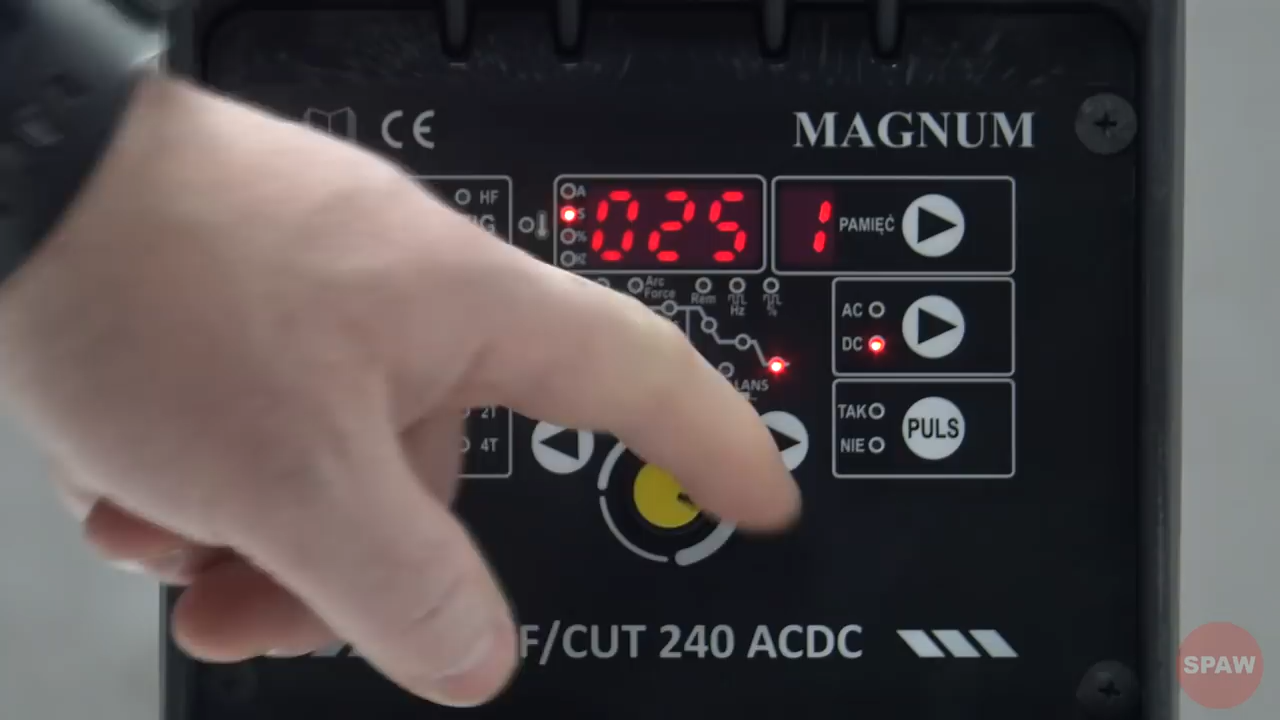 CE MAGNUM
HF
A
S
%
HZ
025
1 PAMIĘĆ
Arc
Force
Rem
Hz
%
AC
DC
LANS
2T
4T
TAK
NIE
PULS
F/CUT 240 ACDC
SPAW